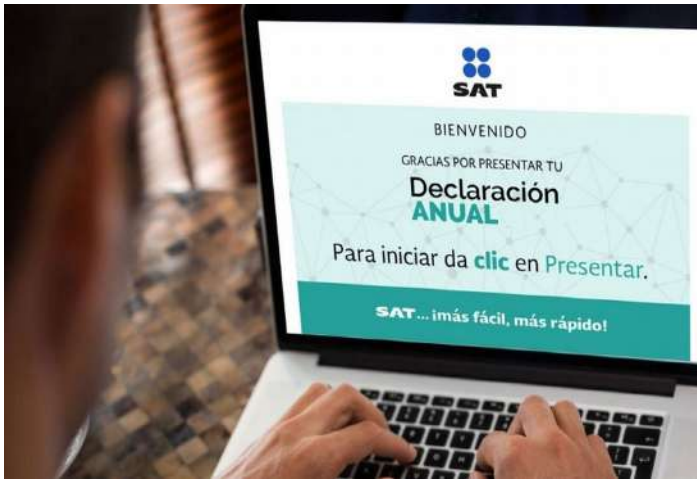 SAT
BIENVENIDO
GRACIAS POR PRESENTAR TU
Declaración
ANUAL
Para iniciar da clic en Presentar.
SAT... ¡más fácil, más rápido!